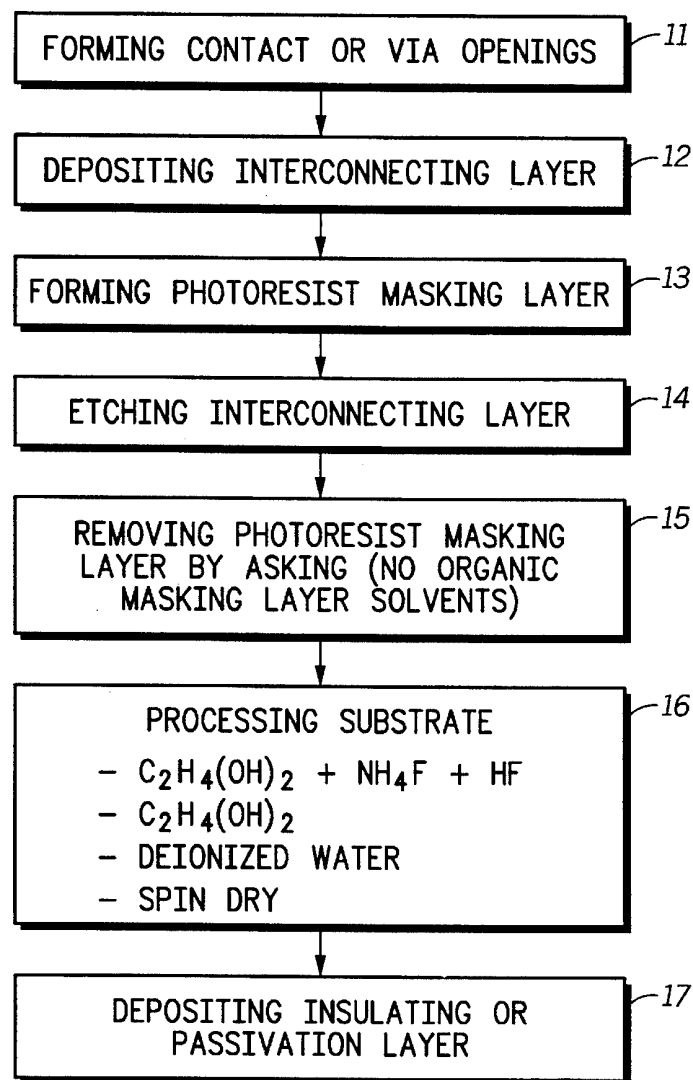 FORMING CONTACT OR VIA OPENINGS
11
DEPOSITING INTERCONNECTING LAYER
12
FORMING PHOTORESIST MASKING LAYER
13
ETCHING INTERCONNECTING LAYER
14
REMOVING PHOTORESIST MASKING
LAYER BY ASKING (NO ORGANIC
MASKING LAYER SOLVENTS)
15
PROCESSING SUBSTRATE
- C₂H₄(OH)₂ + NH₄F + HF
- C₂H₄(OH)₂
- DEIONIZED WATER
- SPIN DRY
16
DEPOSITING INSULATING OR
PASSIVATION LAYER
17